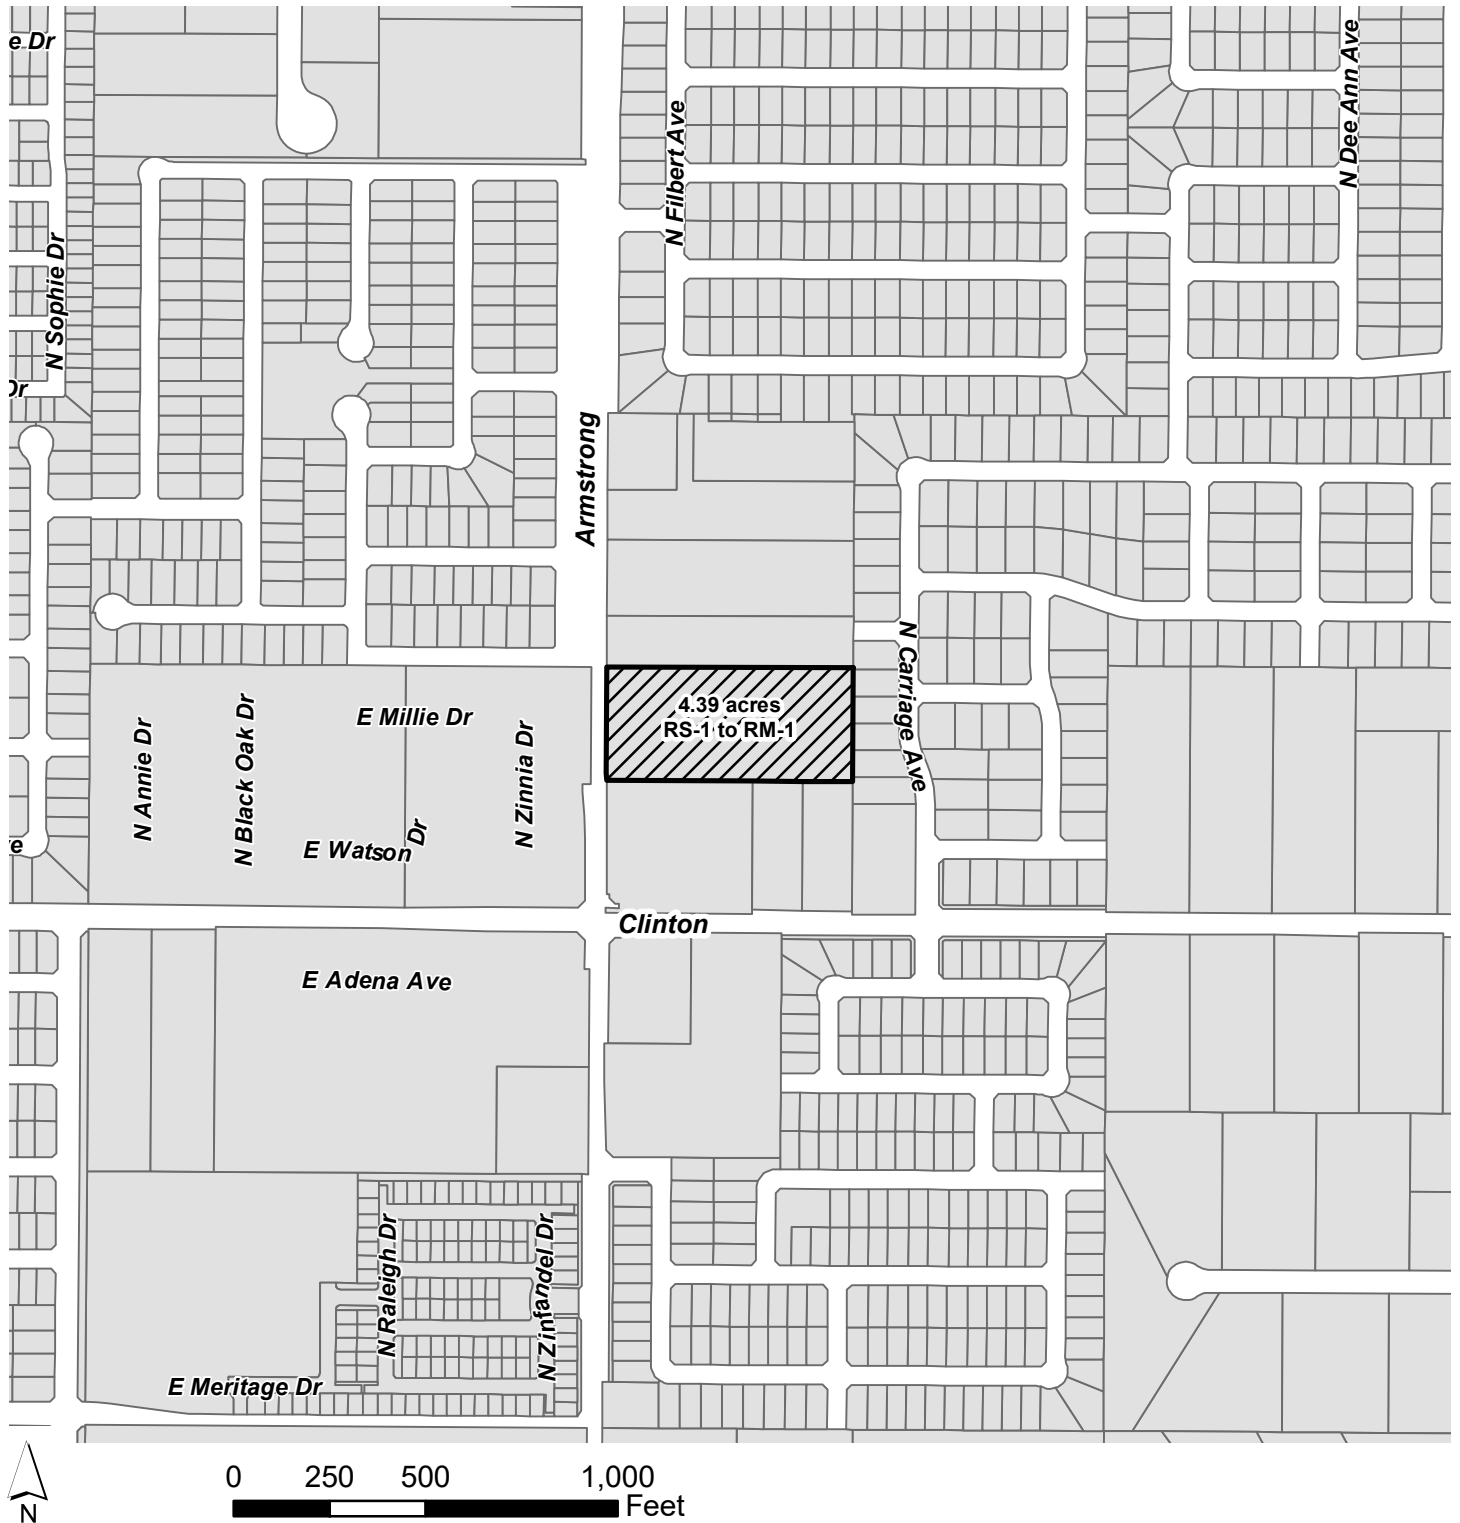 e Dr
N Dee Ann Ave
N Filbert Ave
N Sophie Dr
Dr
Armstrong
N Carriage Ave
4.39 acres
RS-1 to RM-1
E Millie Dr
N Annie Dr
N Black Oak Dr
N Zinnia Dr
E Watson Dr
re
Clinton
E Adena Ave
N Raleigh Dr
N Zinfandel Dr
E Meritage Dr
N
0 250 500 1,000
Feet